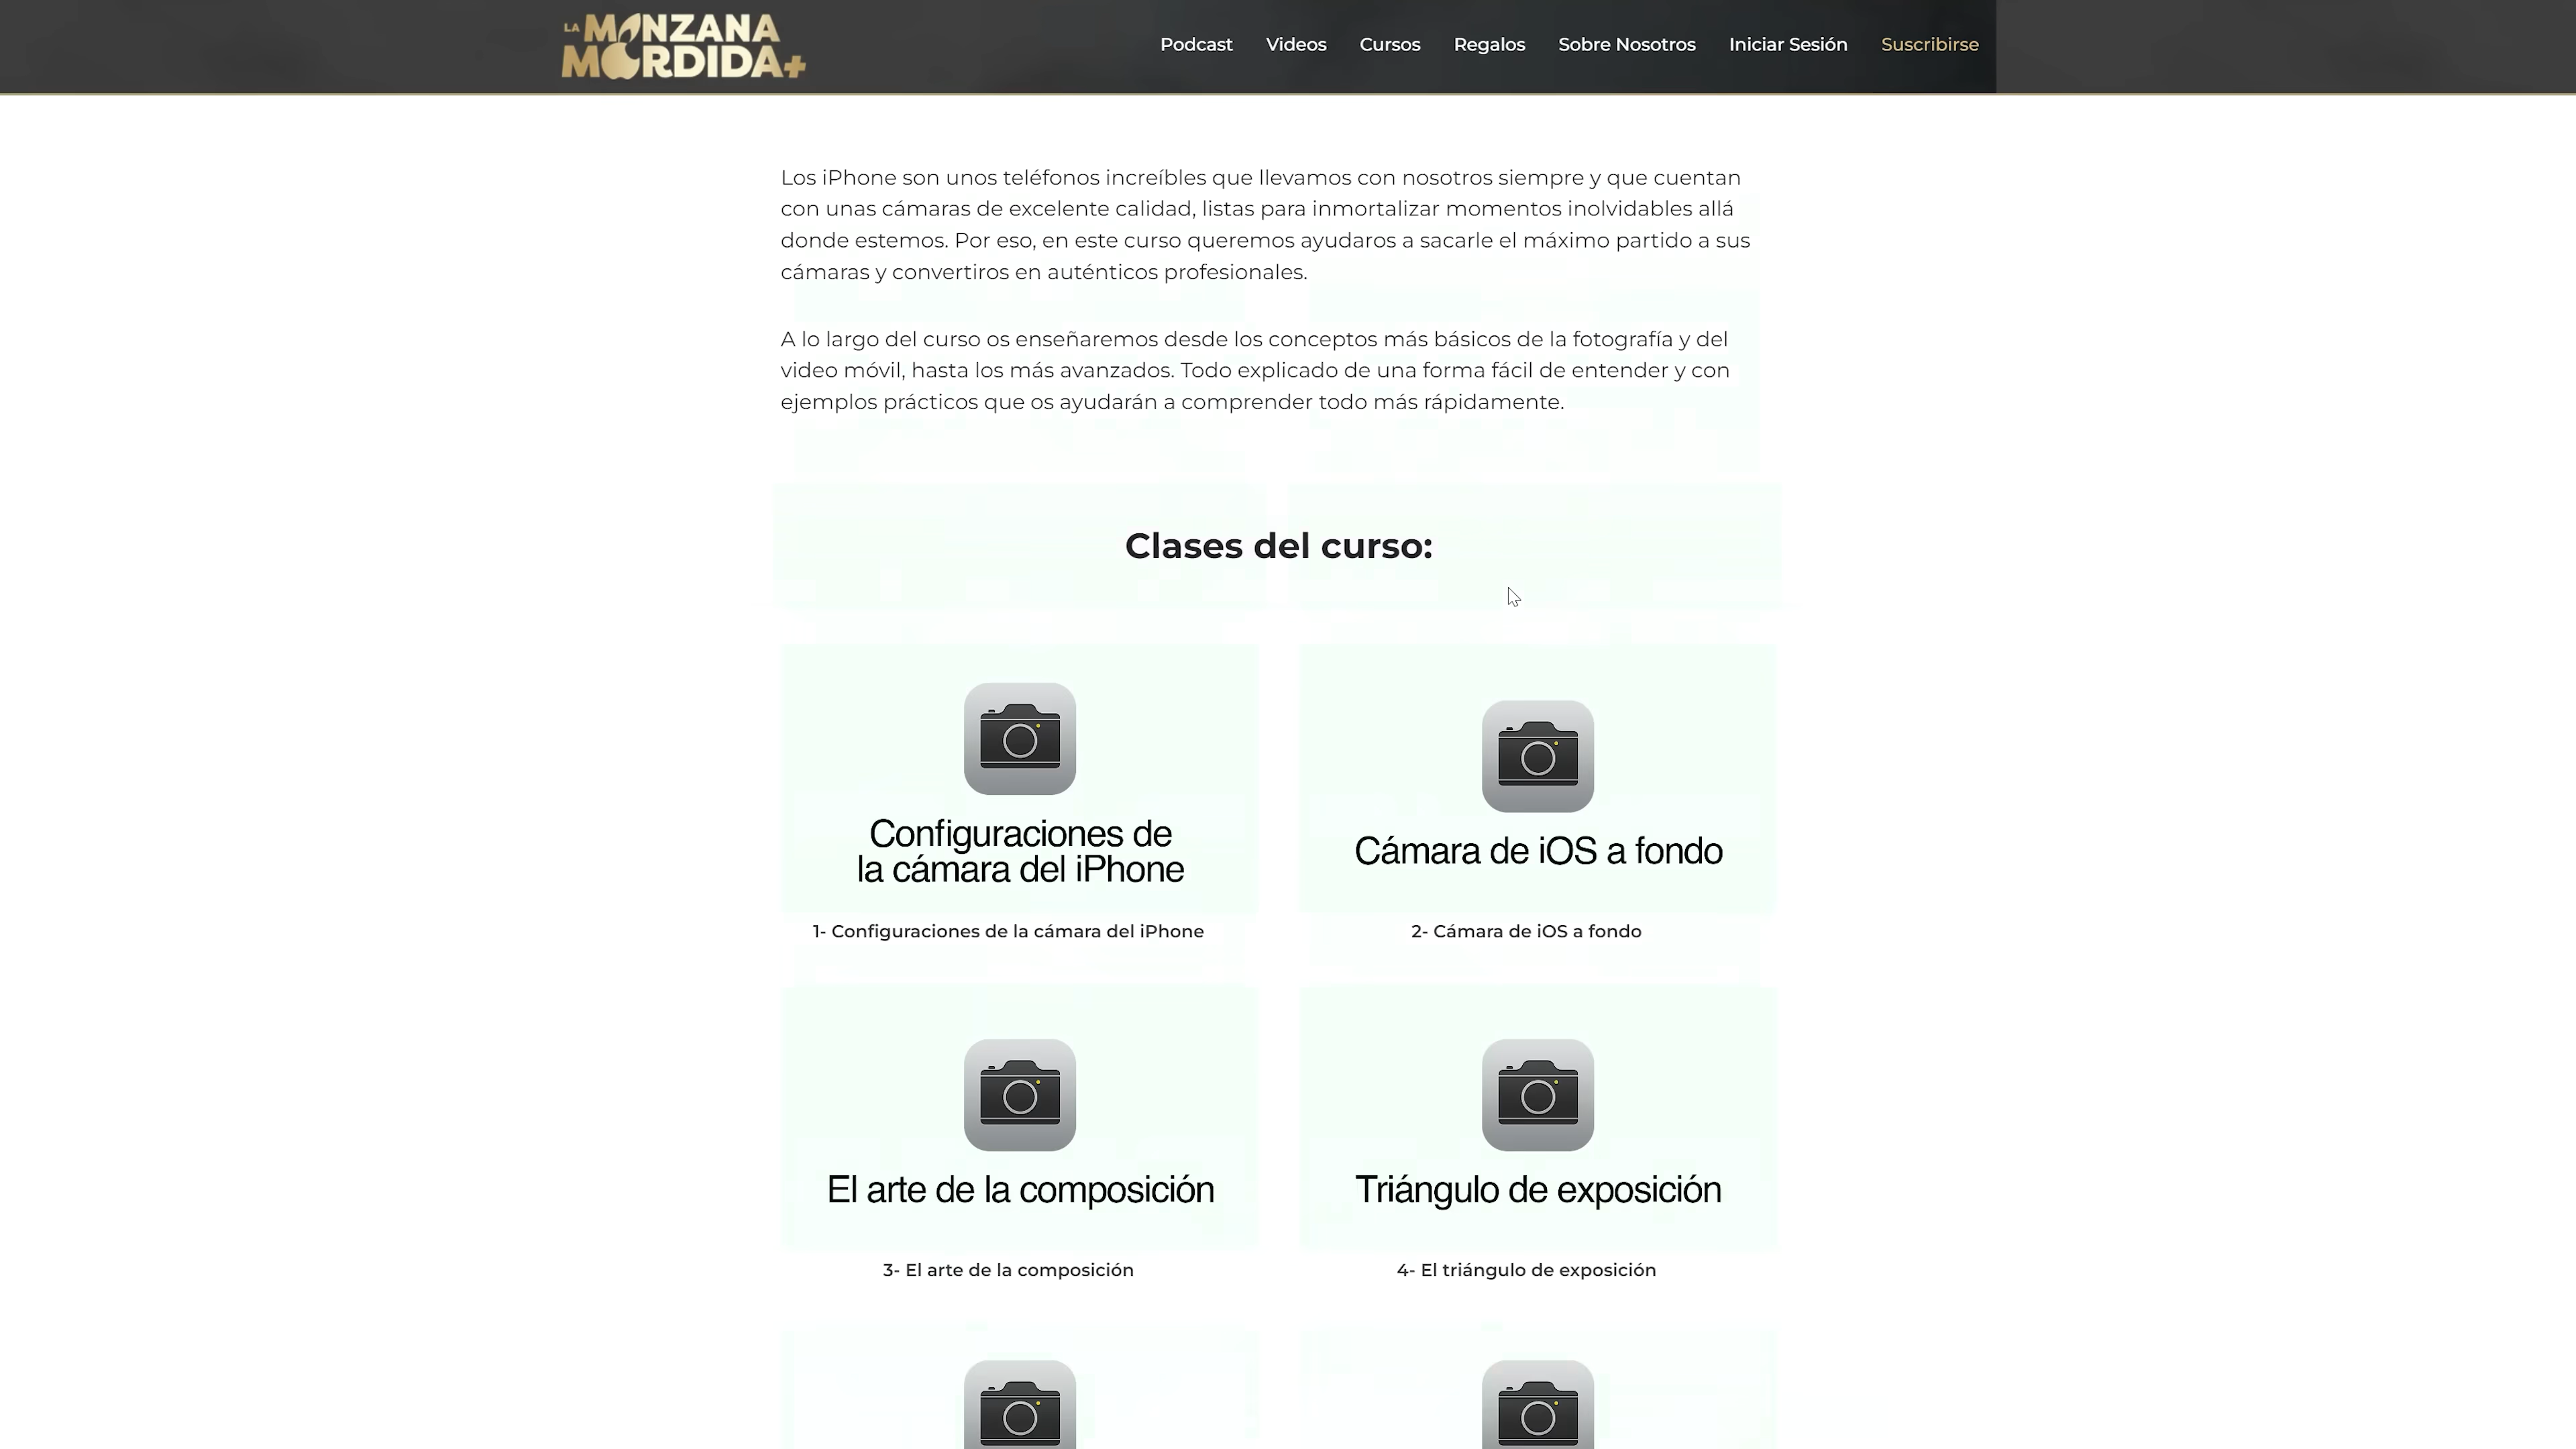 LA MANZANA
MORDIDA+
Podcast Videos Cursos Regalos Sobre Nosotros Iniciar Sesión Suscribirse
Los iPhone son unos teléfonos increíbles que llevamos con nosotros siempre y que cuentan
con unas cámaras de excelente calidad, listas para inmortalizar momentos inolvidables allá
donde estemos. Por eso, en este curso queremos ayudaros a sacarle el máximo partido a sus
cámaras y convertiros en auténticos profesionales.
A lo largo del curso os enseñaremos desde los conceptos más básicos de la fotografía y del
video móvil, hasta los más avanzados. Todo explicado de una forma fácil de entender y con
ejemplos prácticos que os ayudarán a comprender todo más rápidamente.
Clases del curso:
Configuraciones de
la cámara del iPhone
1- Configuraciones de la cámara del iPhone
Cámara de iOS a fondo
2- Cámara de iOS a fondo
El arte de la composición
3- El arte de la composición
Triángulo de exposición
4- El triángulo de exposición